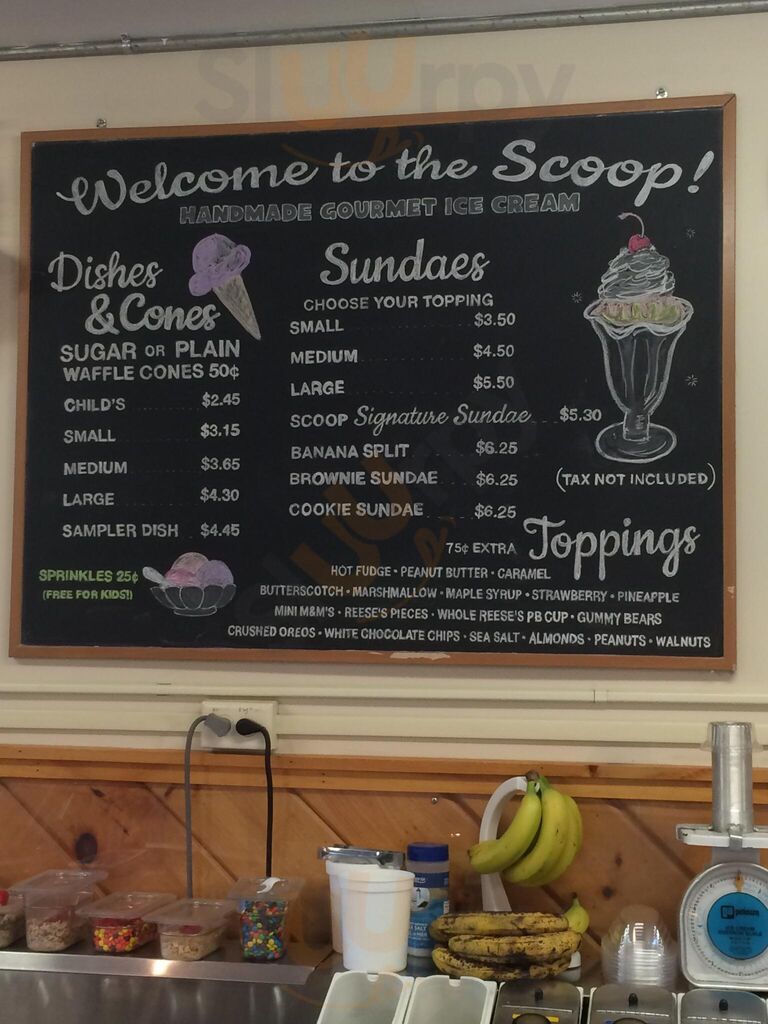 Welcome to the Scoop!
HANDMADE GOURMET ICE CREAM
Dishes
& Cones
SUGAR OR PLAIN
WAFFLE CONES 50¢
CHILD'S $2.45
SMALL $3.15
MEDIUM $3.65
LARGE $4.30
SAMPLER DISH $4.45
SPRINKLES 25¢
(FREE FOR KIDS!)
Sundaes
CHOOSE YOUR TOPPING
SMALL $3.50
MEDIUM $4.50
LARGE $5.50
SCOOP Signature Sundae $5.30
BANANA SPLIT $6.25
BROWNIE SUNDAE $6.25
COOKIE SUNDAE $6.25
(TAX NOT INCLUDED)
75¢ EXTRA Toppings
HOT FUDGE • PEANUT BUTTER • CARAMEL
BUTTERSCOTCH • MARSHMALLOW • MAPLE SYRUP • STRAWBERRY • PINEAPPLE
MINI M&M'S • REESE'S PIECES • WHOLE REESE'S PB CUP • GUMMY BEARS
CRUSHED OREOS • WHITE CHOCOLATE CHIPS • SEA SALT • ALMONDS • PEANUTS • WALNUTS
Sluurpy